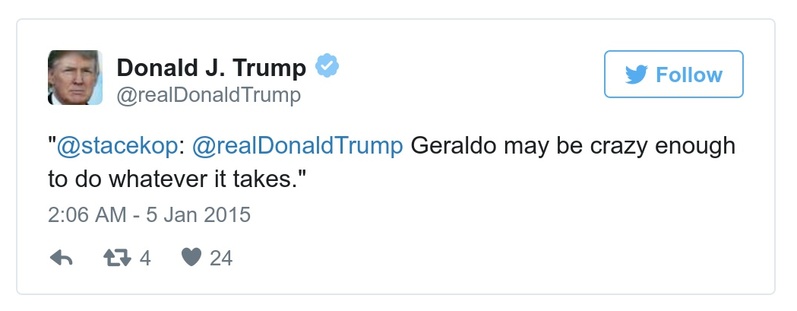 Donald J. Trump
@realDonaldTrump
Follow
"@stacekop: @realDonaldTrump Geraldo may be crazy enough
to do whatever it takes."
2:06 AM - 5 Jan 2015
4 24